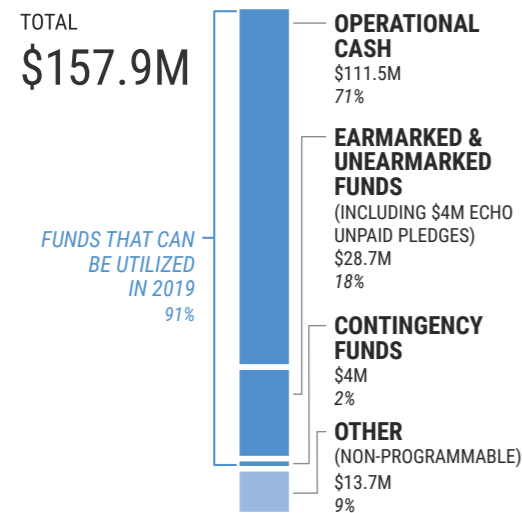 TOTAL
$157.9M
FUNDS THAT CAN
BE UTILIZED
IN 2019
91%
OPERATIONAL
CASH
$111.5M
71%
EARMARKED &
UNEARMARKED
FUNDS
(INCLUDING $4M ECHO
UNPAID PLEDGES)
$28.7M
18%
CONTINGENCY
FUNDS
$4M
2%
OTHER
(NON-PROGRAMMABLE)
$13.7M
9%